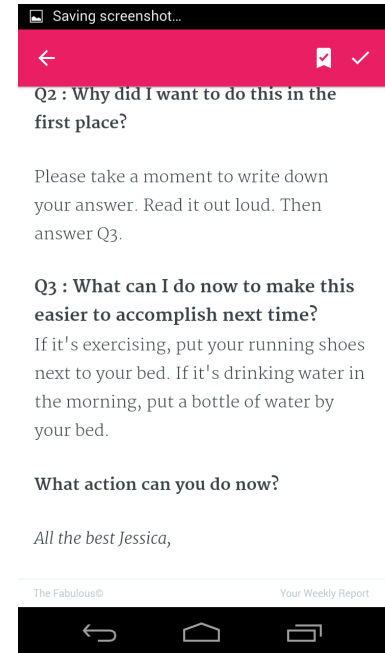 Saving screenshot...
Q2 : Why did I want to do this in the
first place?
Please take a moment to write down
your answer. Read it out loud. Then
answer Q3.
Q3 : What can I do now to make this
easier to accomplish next time?
If it's exercising, put your running shoes
next to your bed. If it's drinking water in
the morning, put a bottle of water by
your bed.
What action can you do now?
All the best Jessica,
The Fabulous© Your Weekly Report